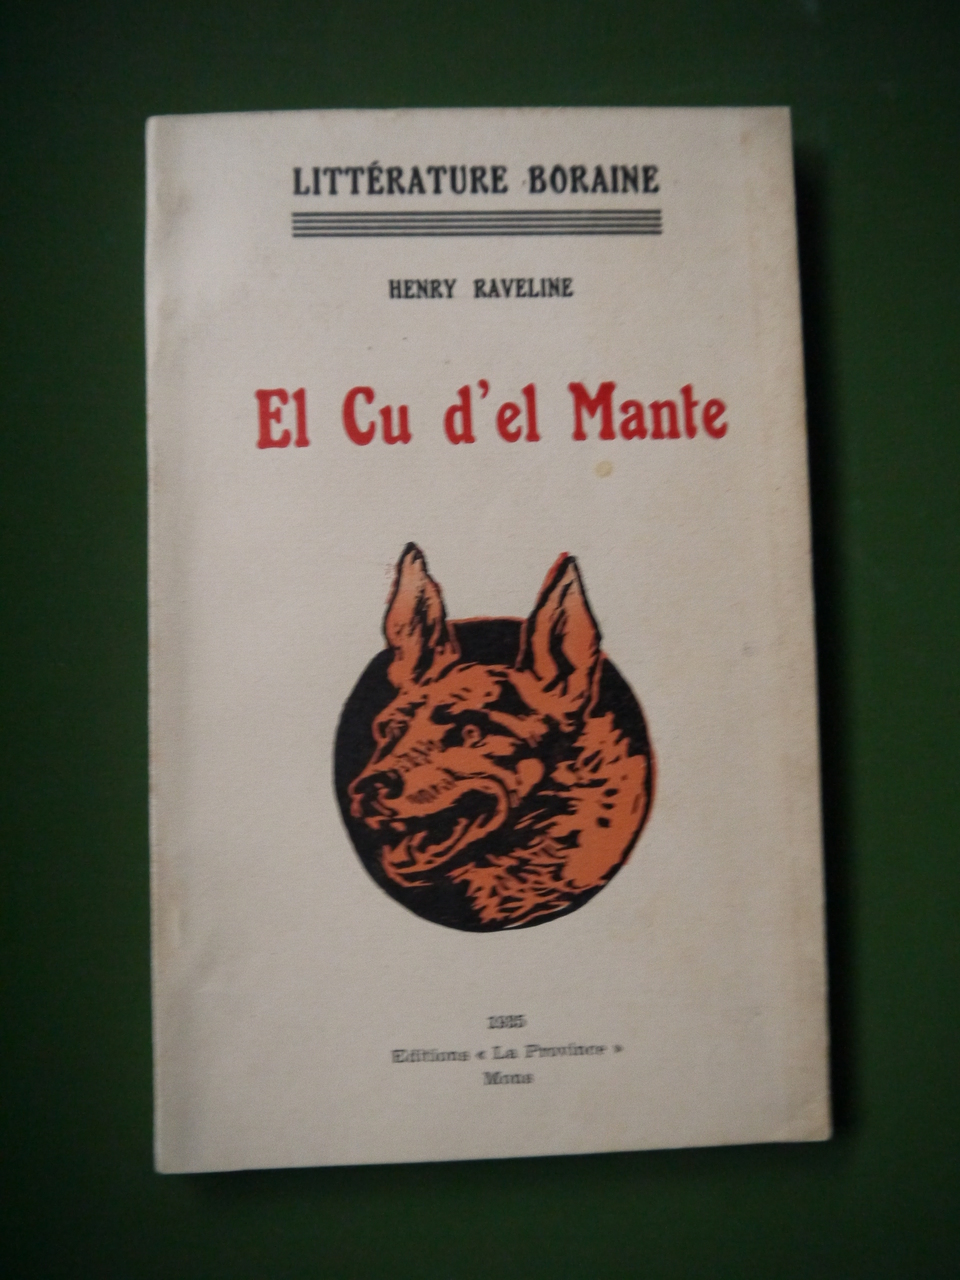 LITTÉRATURE BORAINE
HENRY RAVELINE
El Cu d'el Mante
1935
Editions « La Province »
Mons